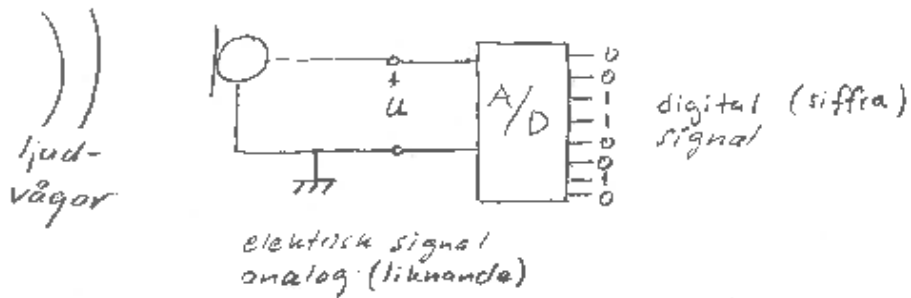 ljud-
vågor
u
A/D
0
0
1
1
0
0
1
0
digital (siffra)
signal
elektrisk signal
analog (liknande)